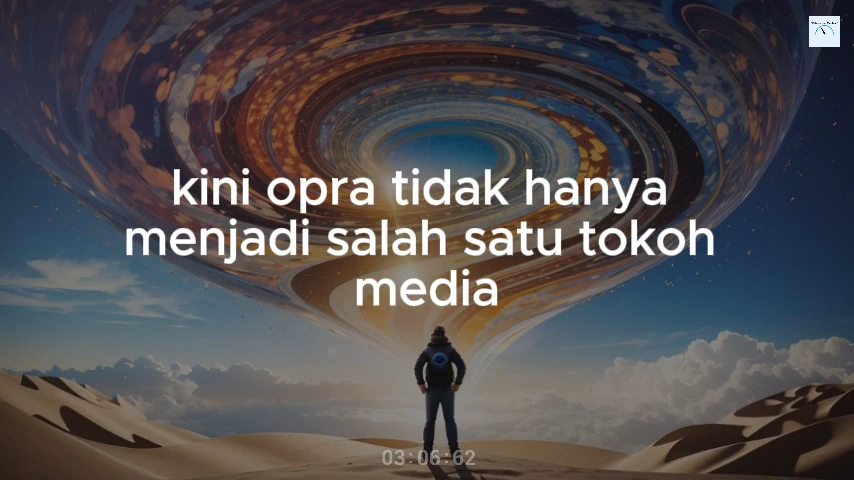 kini opra tidak hanya
menjadi salah satu tokoh
media
03:06:62